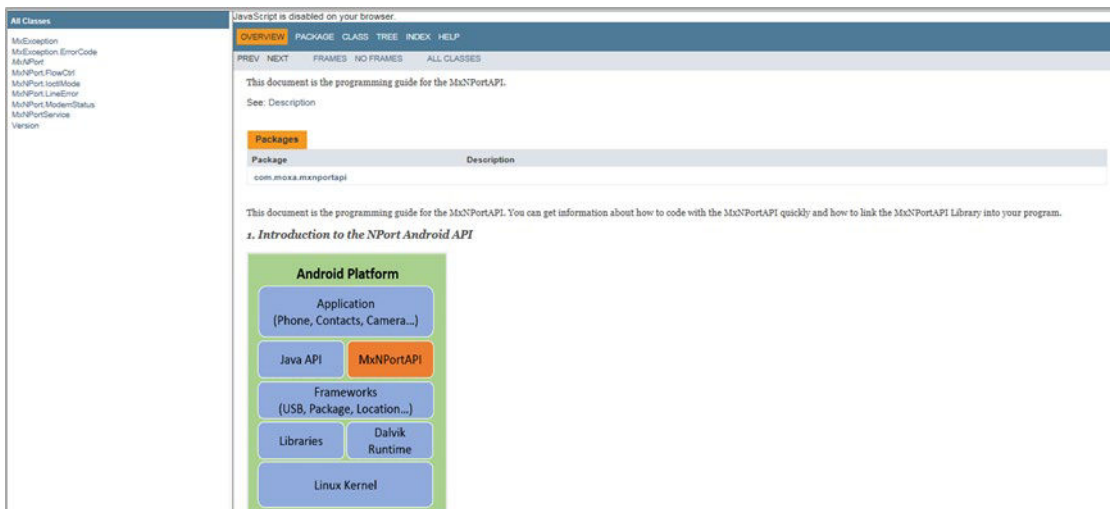 All Classes
MxException
MxException.ErrorCode
MxNPort
MxNPort.FlowCtrl
MxNPort.IoctlMode
MxNPort.LineError
MxNPort.ModemStatus
MxNPortService
Version
JavaScript is disabled on your browser.
OVERVIEW PACKAGE CLASS TREE INDEX HELP
PREV NEXT FRAMES NO FRAMES ALL CLASSES
This document is the programming guide for the MxNPortAPI.
See: Description
Packages
Package Description
com.moxa.mxnportapi
This document is the programming guide for the MxNPortAPI. You can get information about how to code with the MxNPortAPI quickly and how to link the MxNPortAPI Library into your program.
1. Introduction to the NPort Android API
Android Platform
Application
(Phone, Contacts, Camera...)
Java API MxNPortAPI
Frameworks
(USB, Package, Location...)
Libraries Dalvik
Runtime
Linux Kernel